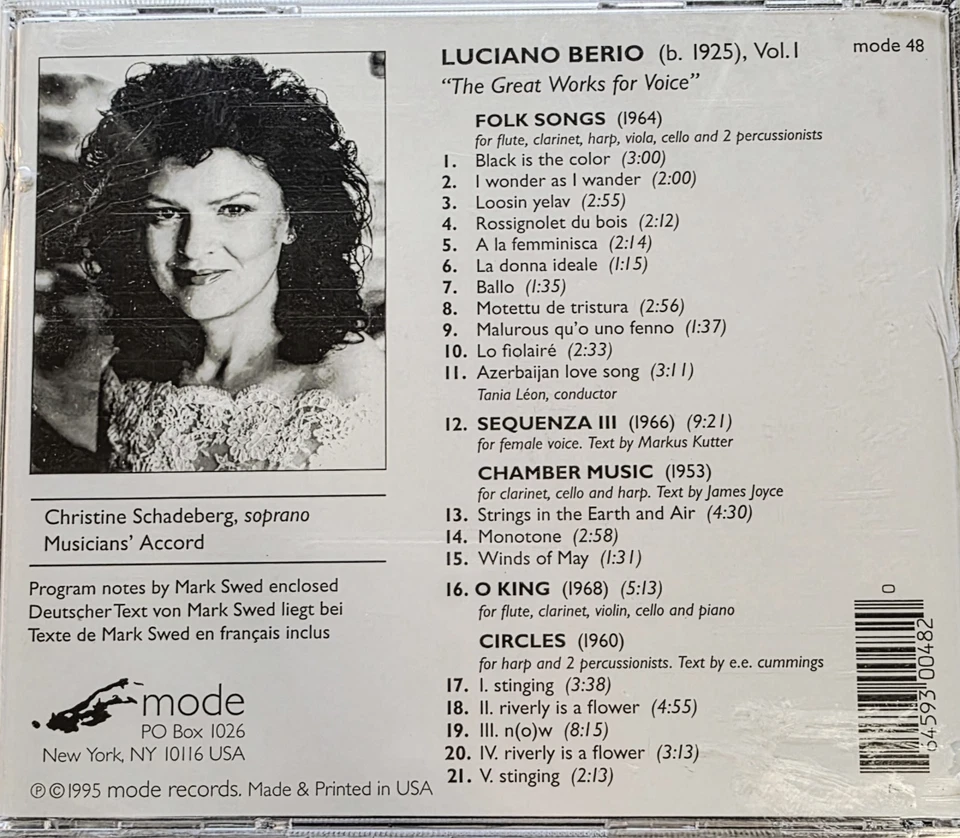 LUCIANO BERIO (b. 1925), Vol.1
mode 48
"The Great Works for Voice"
FOLK SONGS (1964)
for flute, clarinet, harp, viola, cello and 2 percussionists
1. Black is the color (3:00)
2. I wonder as I wander (2:00)
3. Loosin yelav (2:55)
4. Rossignolet du bois (2:12)
5. A la femminisca (2:14)
6. La donna ideale (1:15)
7. Ballo (1:35)
8. Motettu de tristura (2:56)
9. Malurous qu'o uno fenno (1:37)
10. Lo fiolairé (2:33)
11. Azerbaijan love song (3:11)
Tania Léon, conductor
12. SEQUENZA III (1966) (9:21)
for female voice. Text by Markus Kutter
CHAMBER MUSIC (1953)
for clarinet, cello and harp. Text by James Joyce
13. Strings in the Earth and Air (4:30)
14. Monotone (2:58)
15. Winds of May (1:31)
16. O KING (1968) (5:13)
for flute, clarinet, violin, cello and piano
CIRCLES (1960)
for harp and 2 percussionists. Text by e.e. cummings
17. I. stinging (3:38)
18. II. riverly is a flower (4:55)
19. III. n(o)w (8:15)
20. IV. riverly is a flower (3:13)
21. V. stinging (2:13)
Christine Schadeberg, soprano
Musicians' Accord
Program notes by Mark Swed enclosed
Deutscher Text von Mark Swed liegt bei
Texte de Mark Swed en français inclus
mode
PO Box 1026
New York, NY 10116 USA
℗©1995 mode records. Made & Printed in USA
0
64593 00482
7